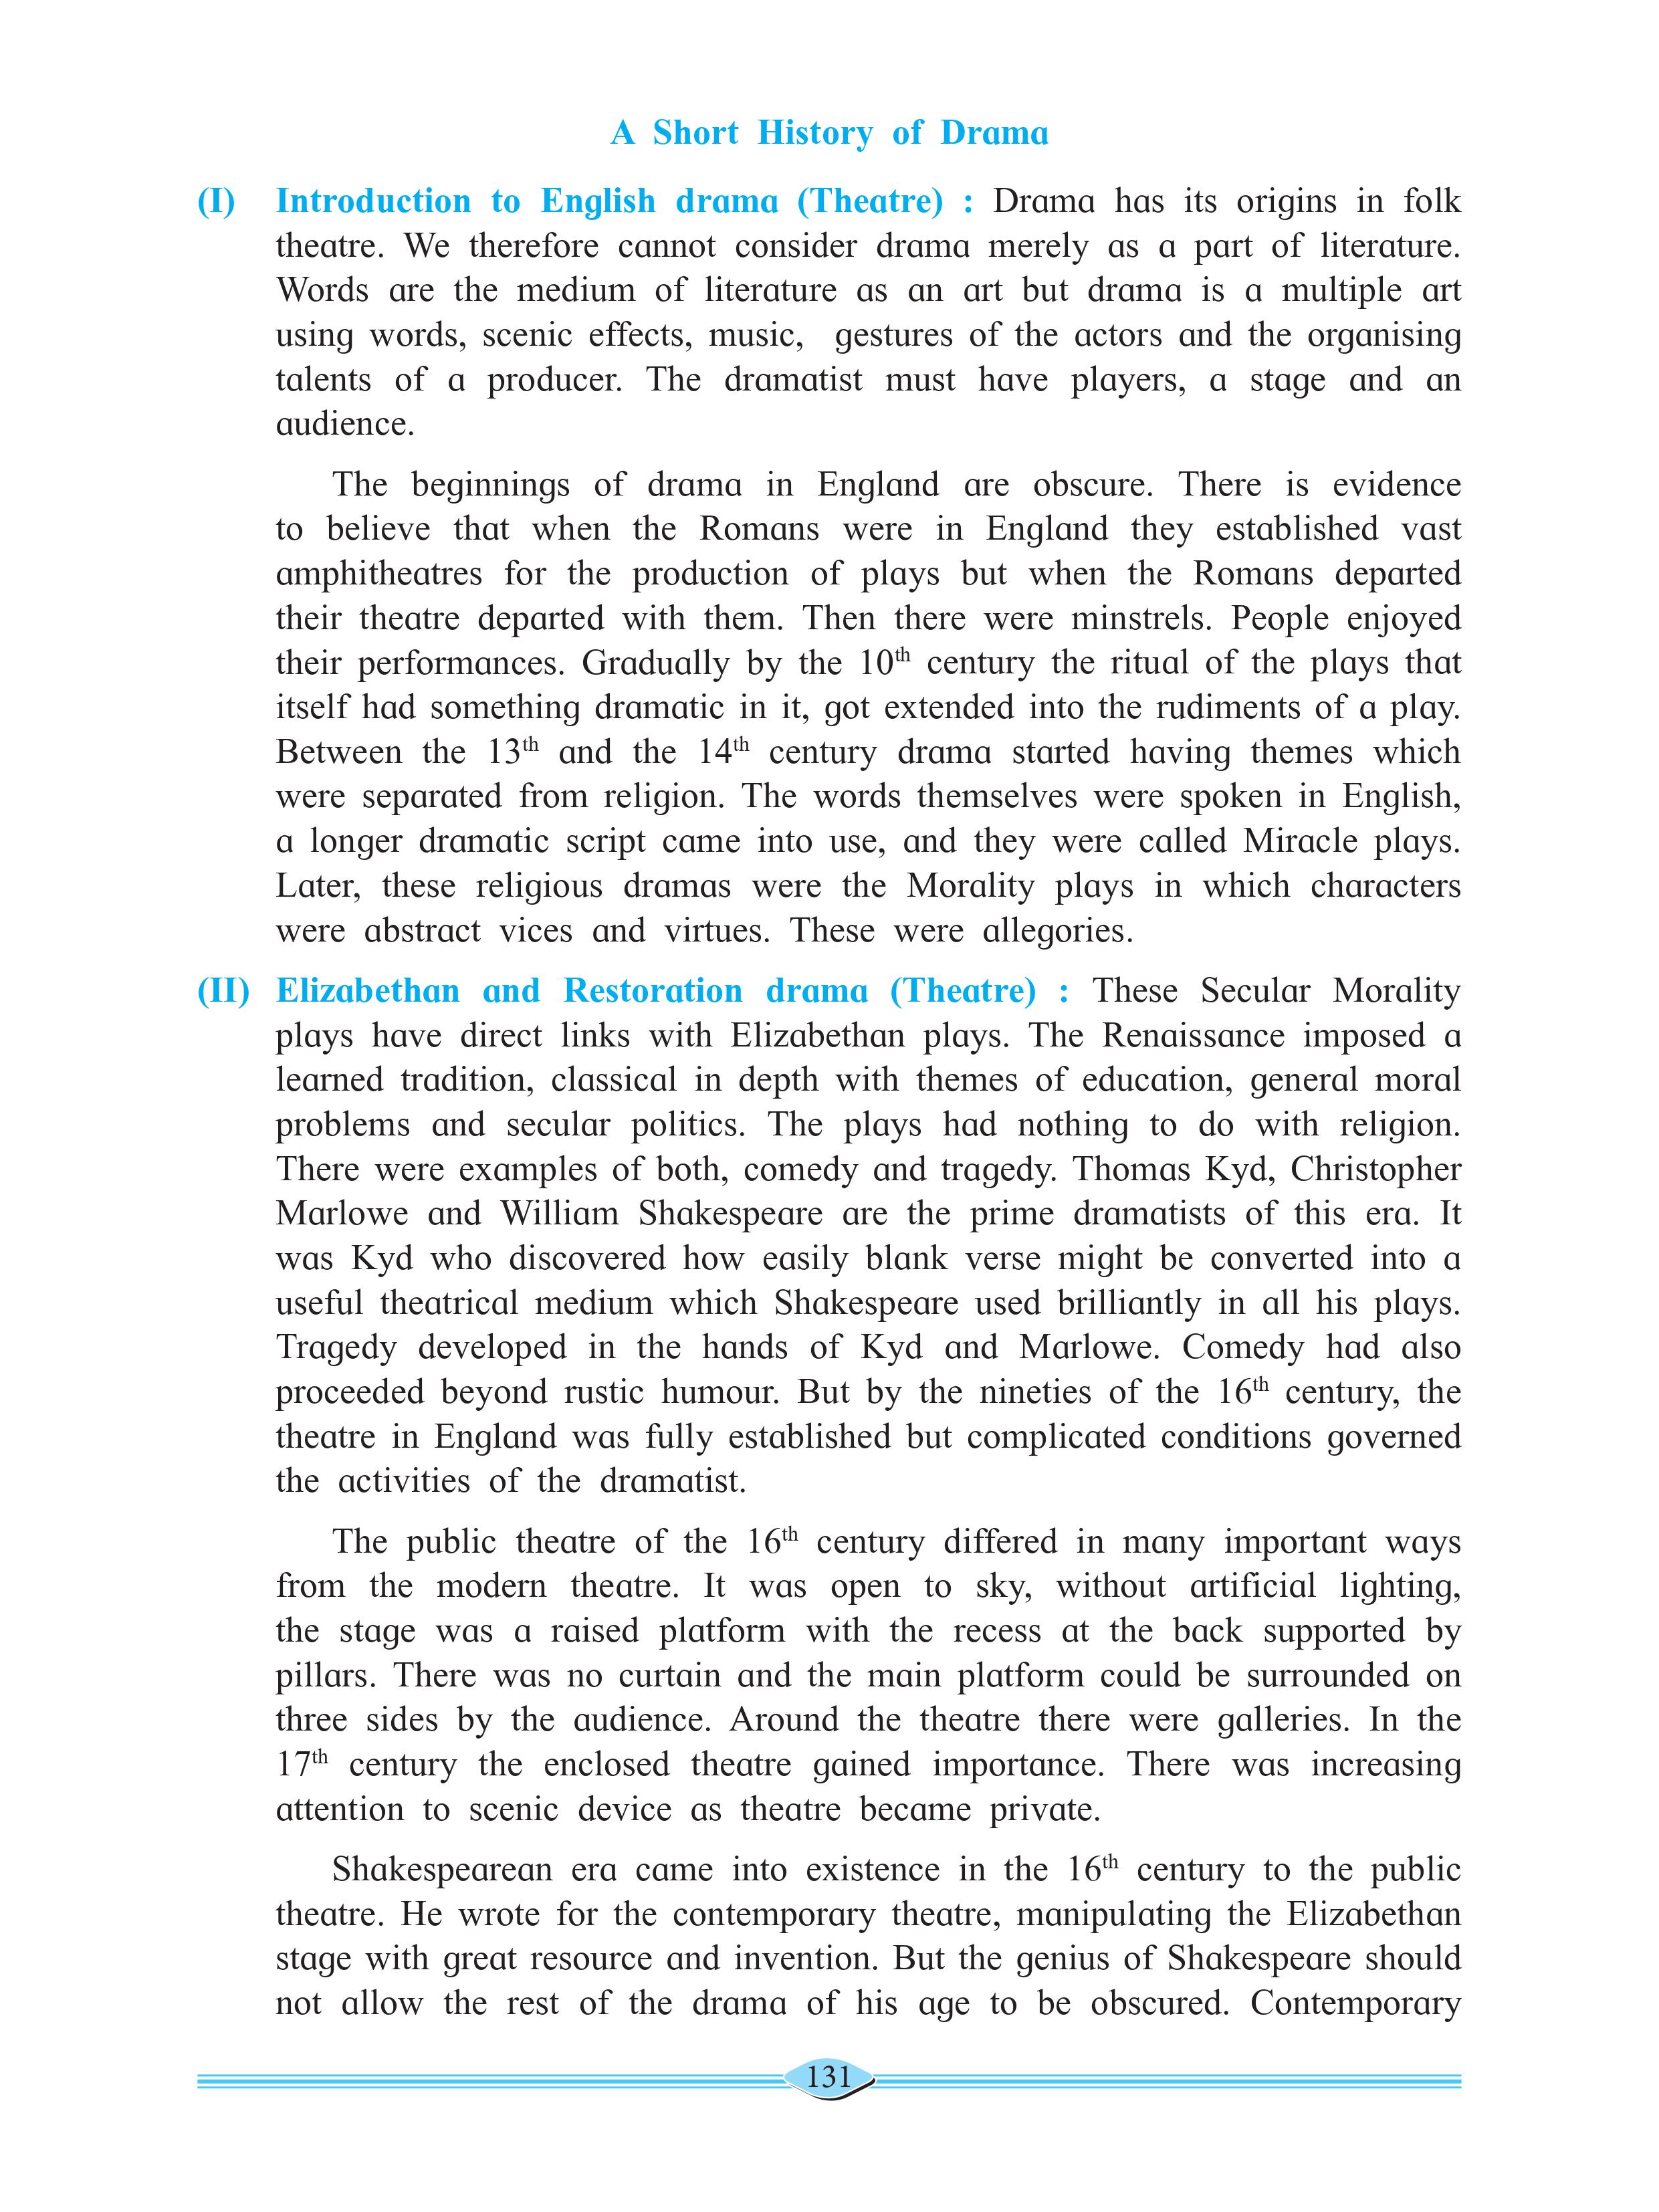 A Short History of Drama
(I) Introduction to English drama (Theatre) : Drama has its origins in folk
theatre. We therefore cannot consider drama merely as a part of literature.
Words are the medium of literature as an art but drama is a multiple art
using words, scenic effects, music, gestures of the actors and the organising
talents of a producer. The dramatist must have players, a stage and an
audience.
The beginnings of drama in England are obscure. There is evidence
to believe that when the Romans were in England they established vast
amphitheatres for the production of plays but when the Romans departed
their theatre departed with them. Then there were minstrels. People enjoyed
their performances. Gradually by the 10th century the ritual of the plays that
itself had something dramatic in it, got extended into the rudiments of a play.
Between the 13th and the 14th century drama started having themes which
were separated from religion. The words themselves were spoken in English,
a longer dramatic script came into use, and they were called Miracle plays.
Later, these religious dramas were the Morality plays in which characters
were abstract vices and virtues. These were allegories.
(II) Elizabethan and Restoration drama (Theatre) : These Secular Morality
plays have direct links with Elizabethan plays. The Renaissance imposed a
learned tradition, classical in depth with themes of education, general moral
problems and secular politics. The plays had nothing to do with religion.
There were examples of both, comedy and tragedy. Thomas Kyd, Christopher
Marlowe and William Shakespeare are the prime dramatists of this era. It
was Kyd who discovered how easily blank verse might be converted into a
useful theatrical medium which Shakespeare used brilliantly in all his plays.
Tragedy developed in the hands of Kyd and Marlowe. Comedy had also
proceeded beyond rustic humour. But by the nineties of the 16th century, the
theatre in England was fully established but complicated conditions governed
the activities of the dramatist.
The public theatre of the 16th century differed in many important ways
from the modern theatre. It was open to sky, without artificial lighting,
the stage was a raised platform with the recess at the back supported by
pillars. There was no curtain and the main platform could be surrounded on
three sides by the audience. Around the theatre there were galleries. In the
17th century the enclosed theatre gained importance. There was increasing
attention to scenic device as theatre became private.
Shakespearean era came into existence in the 16th century to the public
theatre. He wrote for the contemporary theatre, manipulating the Elizabethan
stage with great resource and invention. But the genius of Shakespeare should
not allow the rest of the drama of his age to be obscured. Contemporary
131